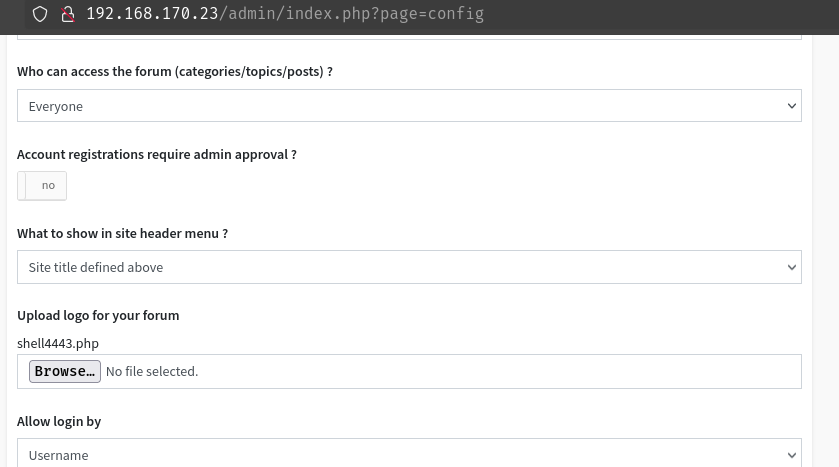 192.168.170.23/admin/index.php?page=config
Who can access the forum (categories/topics/posts) ?
Everyone
Account registrations require admin approval ?
no
What to show in site header menu ?
Site title defined above
Upload logo for your forum
shell4443.php
Browse… No file selected.
Allow login by
Username